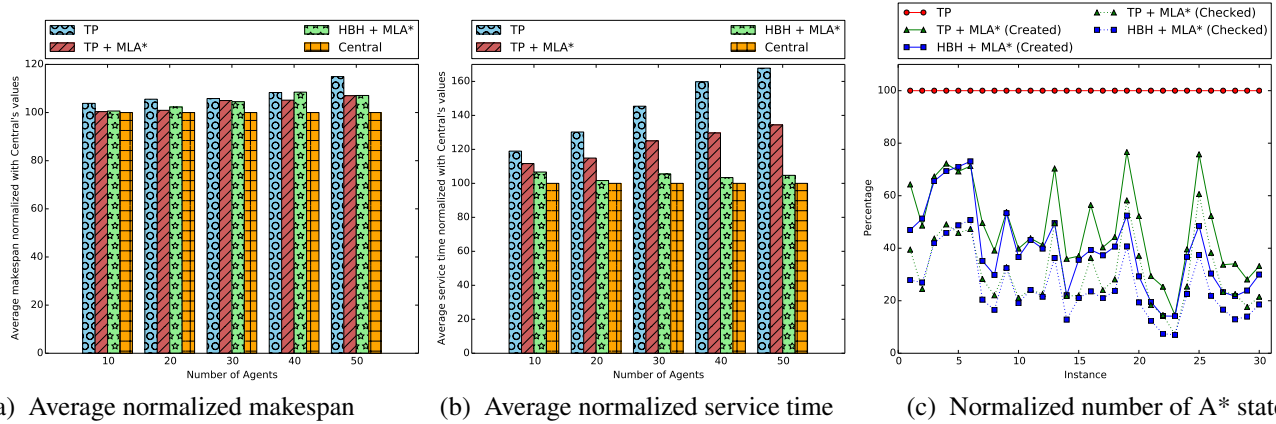 TP
TP + MLA*
HBH + MLA*
Central
Average makespan normalized with Central's values
120
100
80
60
40
20
0
10 20 30 40 50
Number of Agents
(a) Average normalized makespan
TP
TP + MLA*
HBH + MLA*
Central
Average service time normalized with Central's values
160
140
120
100
80
60
40
20
0
10 20 30 40 50
Number of Agents
(b) Average normalized service time
TP
TP + MLA* (Created)
HBH + MLA* (Created)
TP + MLA* (Checked)
HBH + MLA* (Checked)
Percentage
100
80
60
40
20
0
0 5 10 15 20 25 30
Instance
(c) Normalized number of A* state